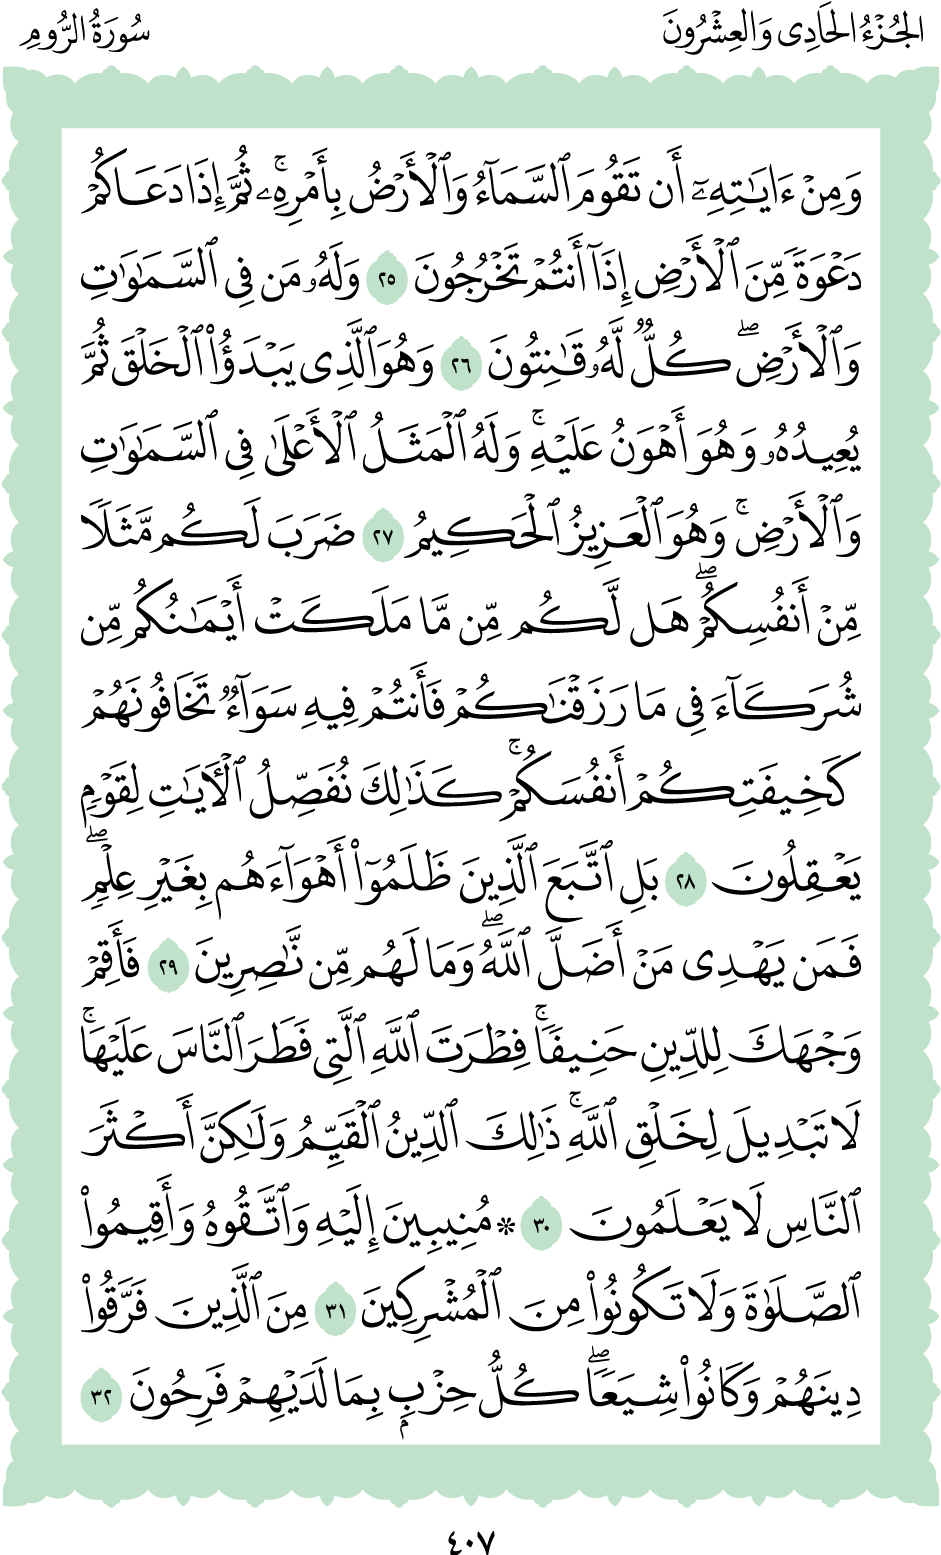 الجُزْءُ الحَادِى وَالعِشْرُونَ
سُورَةُ الرُّومِ
وَمِنْ ءَايَٰتِهِۦٓ أَن تَقُومَ ٱلسَّمَآءُ وَٱلْأَرْضُ بِأَمْرِهِۦۚ ثُمَّ إِذَا دَعَاكُمْ
دَعْوَةً مِّنَ ٱلْأَرْضِ إِذَآ أَنتُمْ تَخْرُجُونَ ٢٥ وَلَهُۥ مَن فِى ٱلسَّمَٰوَٰتِ
وَٱلْأَرْضِۖ كُلٌّ لَّهُۥ قَٰنِتُونَ ٢٦ وَهُوَ ٱلَّذِى يَبْدَؤُا۟ ٱلْخَلْقَ ثُمَّ
يُعِيدُهُۥ وَهُوَ أَهْوَنُ عَلَيْهِۚ وَلَهُ ٱلْمَثَلُ ٱلْأَعْلَىٰ فِى ٱلسَّمَٰوَٰتِ
وَٱلْأَرْضِۚ وَهُوَ ٱلْعَزِيزُ ٱلْحَكِيمُ ٢٧ ضَرَبَ لَكُم مَّثَلًا
مِّنْ أَنفُسِكُمْۖ هَل لَّكُم مِّن مَّا مَلَكَتْ أَيْمَٰنُكُم مِّن
شُرَكَآءَ فِى مَا رَزَقْنَٰكُمْ فَأَنتُمْ فِيهِ سَوَآءٌ تَخَافُونَهُمْ
كَخِيفَتِكُمْ أَنفُسَكُمْۚ كَذَٰلِكَ نُفَصِّلُ ٱلْءَايَٰتِ لِقَوْمٍ
يَعْقِلُونَ ٢٨ بَلِ ٱتَّبَعَ ٱلَّذِينَ ظَلَمُوٓا۟ أَهْوَآءَهُم بِغَيْرِ عِلْمٍۖ
فَمَن يَهْدِى مَنْ أَضَلَّ ٱللَّهُۖ وَمَا لَهُم مِّن نَّٰصِرِينَ ٢٩ فَأَقِمْ
وَجْهَكَ لِلدِّينِ حَنِيفًاۚ فِطْرَتَ ٱللَّهِ ٱلَّتِى فَطَرَ ٱلنَّاسَ عَلَيْهَاۚ
لَا تَبْدِيلَ لِخَلْقِ ٱللَّهِۚ ذَٰلِكَ ٱلدِّينُ ٱلْقَيِّمُ وَلَٰكِنَّ أَكْثَرَ
ٱلنَّاسِ لَا يَعْلَمُونَ ٣٠ ۞ مُنِيبِينَ إِلَيْهِ وَٱتَّقُوهُ وَأَقِيمُوا۟
ٱلصَّلَوٰةَ وَلَا تَكُونُوا۟ مِنَ ٱلْمُشْرِكِينَ ٣١ مِنَ ٱلَّذِينَ فَرَّقُوا۟
دِينَهُمْ وَكَانُوا۟ شِيَعًاۖ كُلُّ حِزْبٍۭ بِمَا لَدَيْهِمْ فَرِحُونَ ٣٢
٤٠٧